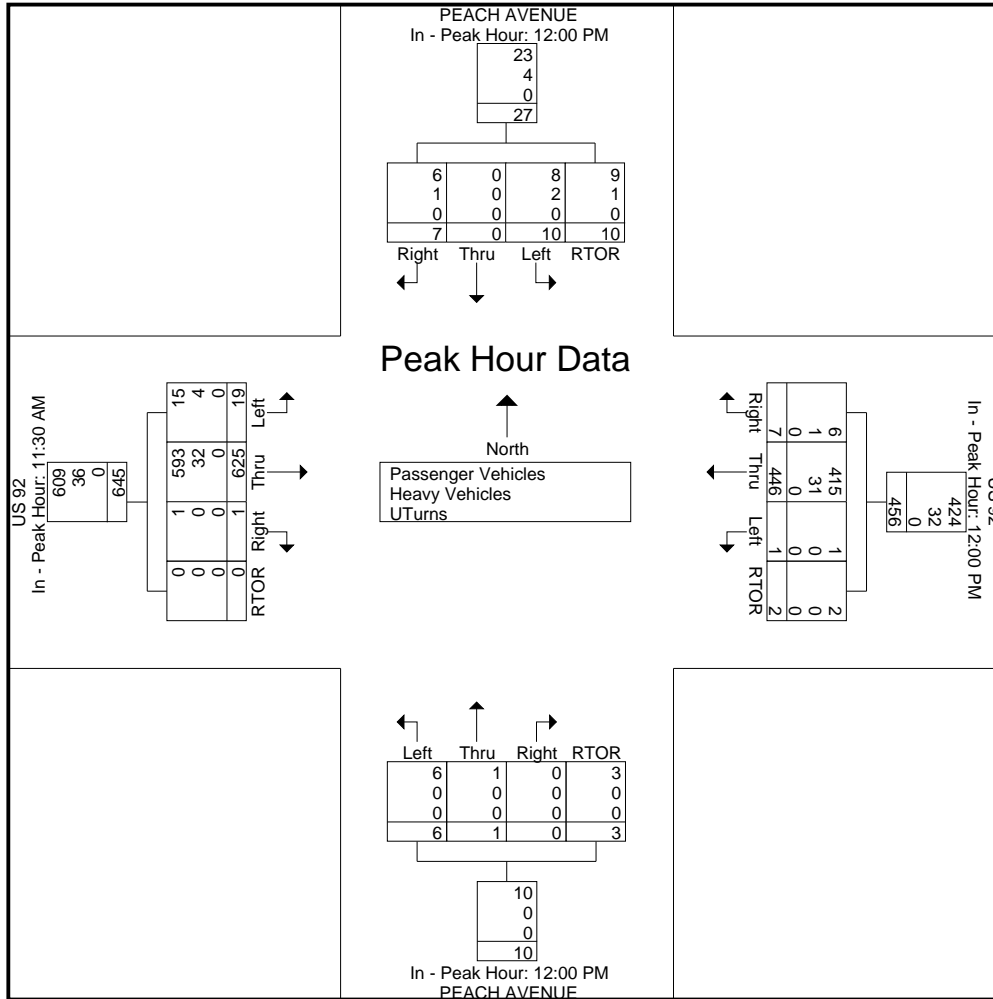 PEACH AVENUE
In - Peak Hour: 12:00 PM
23
4
0
27
6 0 8 9
1 0 2 1
0 0 0 0
7 0 10 10
Right Thru Left RTOR
Peak Hour Data
North
Passenger Vehicles
Heavy Vehicles
UTurns
US 92
In - Peak Hour: 11:30 AM
609
36
0
645
15 4 0 19 Left
593 32 0 625 Thru
1 0 0 1 Right
0 0 0 0 RTOR
US 92
In - Peak Hour: 12:00 PM
424
32
0
456
Right 7 0 1 6
Thru 446 0 31 415
Left 1 0 0 1
RTOR 2 0 0 2
Left Thru Right RTOR
6 1 0 3
0 0 0 0
0 0 0 0
6 1 0 3
10
0
0
10
In - Peak Hour: 12:00 PM
PEACH AVENUE